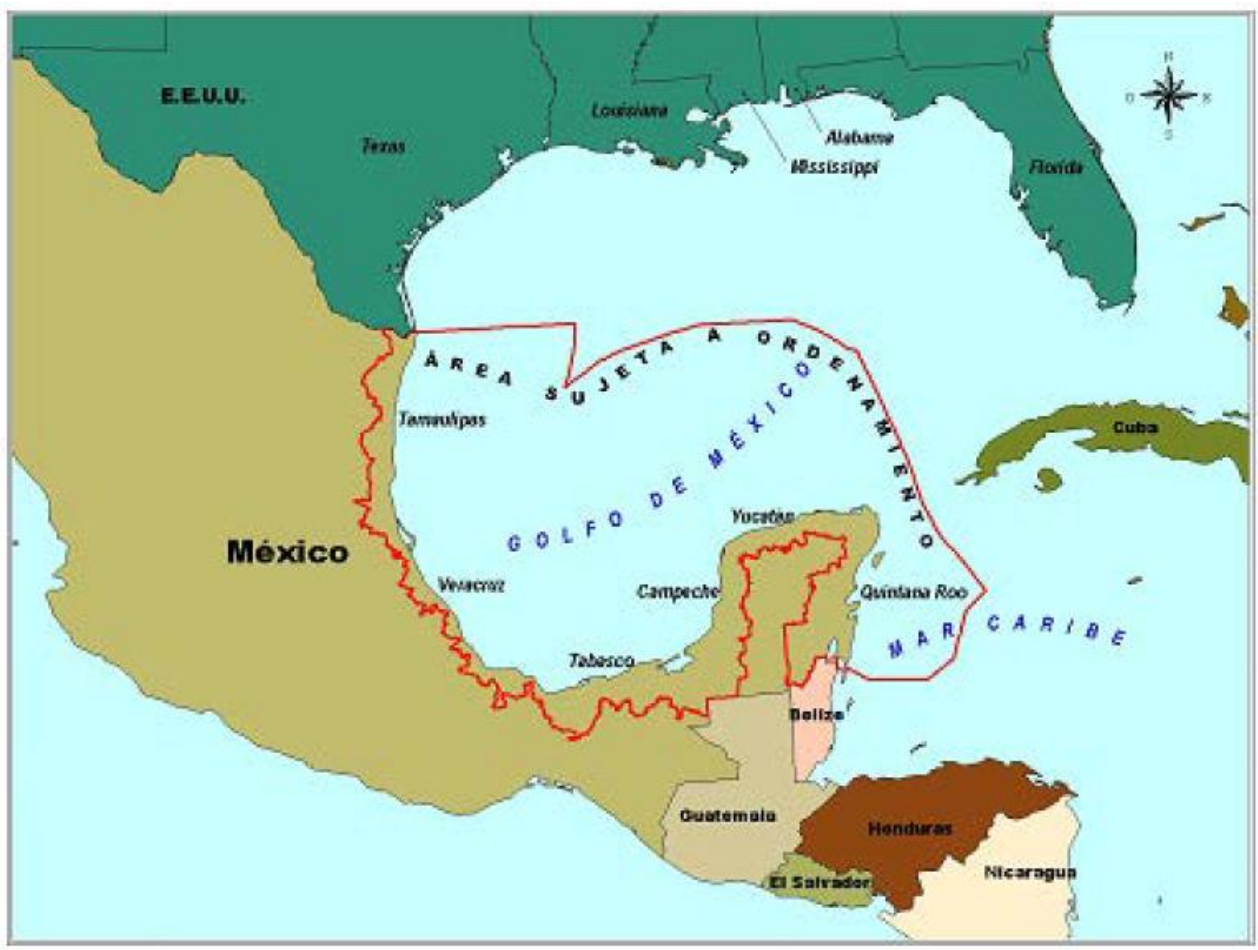 N
O
E
S
E.E.U.U.
Louisiana
Texas
Alabama
Mississippi
Florida
ÁREA SUJETA A ORDENAMIENTO
GOLFO DE MÉXICO
Tamaulipas
Cuba
Yucatán
México
Veracruz
Campeche
Quintana Roo
MAR CARIBE
Tabasco
Belize
Guatemala
Honduras
Nicaragua
El Salvador